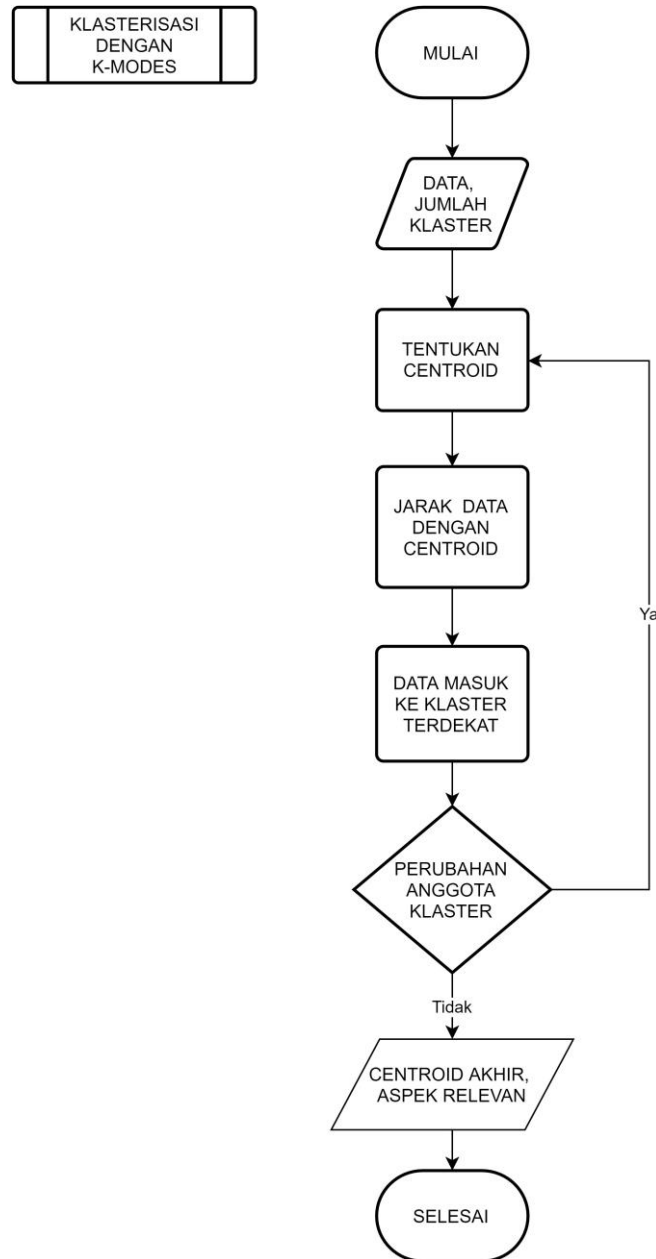 KLASTERISASI
DENGAN
K-MODES
MULAI
DATA,
JUMLAH
KLASTER
TENTUKAN
CENTROID
JARAK DATA
DENGAN
CENTROID
DATA MASUK
KE KLASTER
TERDEKAT
PERUBAHAN
ANGGOTA
KLASTER
Ya
Tidak
CENTROID AKHIR,
ASPEK RELEVAN
SELESAI